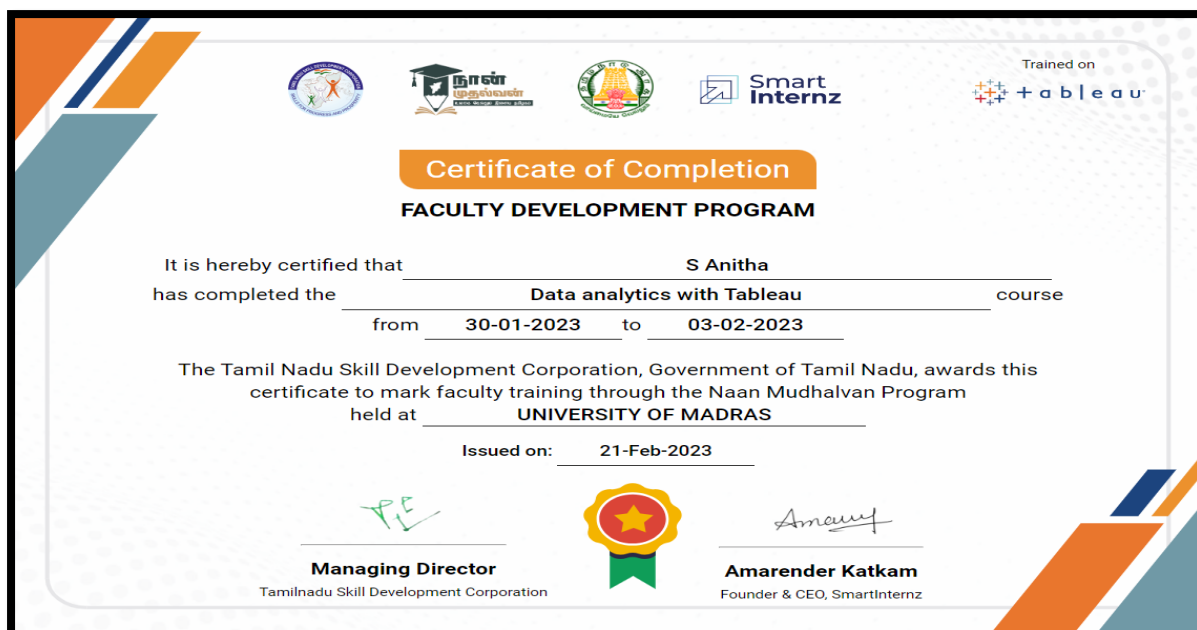 Trained on
நான்
முதல்வன்
Smart
Internz
+ableau
Certificate of Completion
FACULTY DEVELOPMENT PROGRAM
It is hereby certified that S Anitha
has completed the Data analytics with Tableau course
from 30-01-2023 to 03-02-2023
The Tamil Nadu Skill Development Corporation, Government of Tamil Nadu, awards this
certificate to mark faculty training through the Naan Mudhalvan Program
held at UNIVERSITY OF MADRAS
Issued on: 21-Feb-2023
Managing Director
Tamilnadu Skill Development Corporation
Amarender Katkam
Founder & CEO, SmartInternz